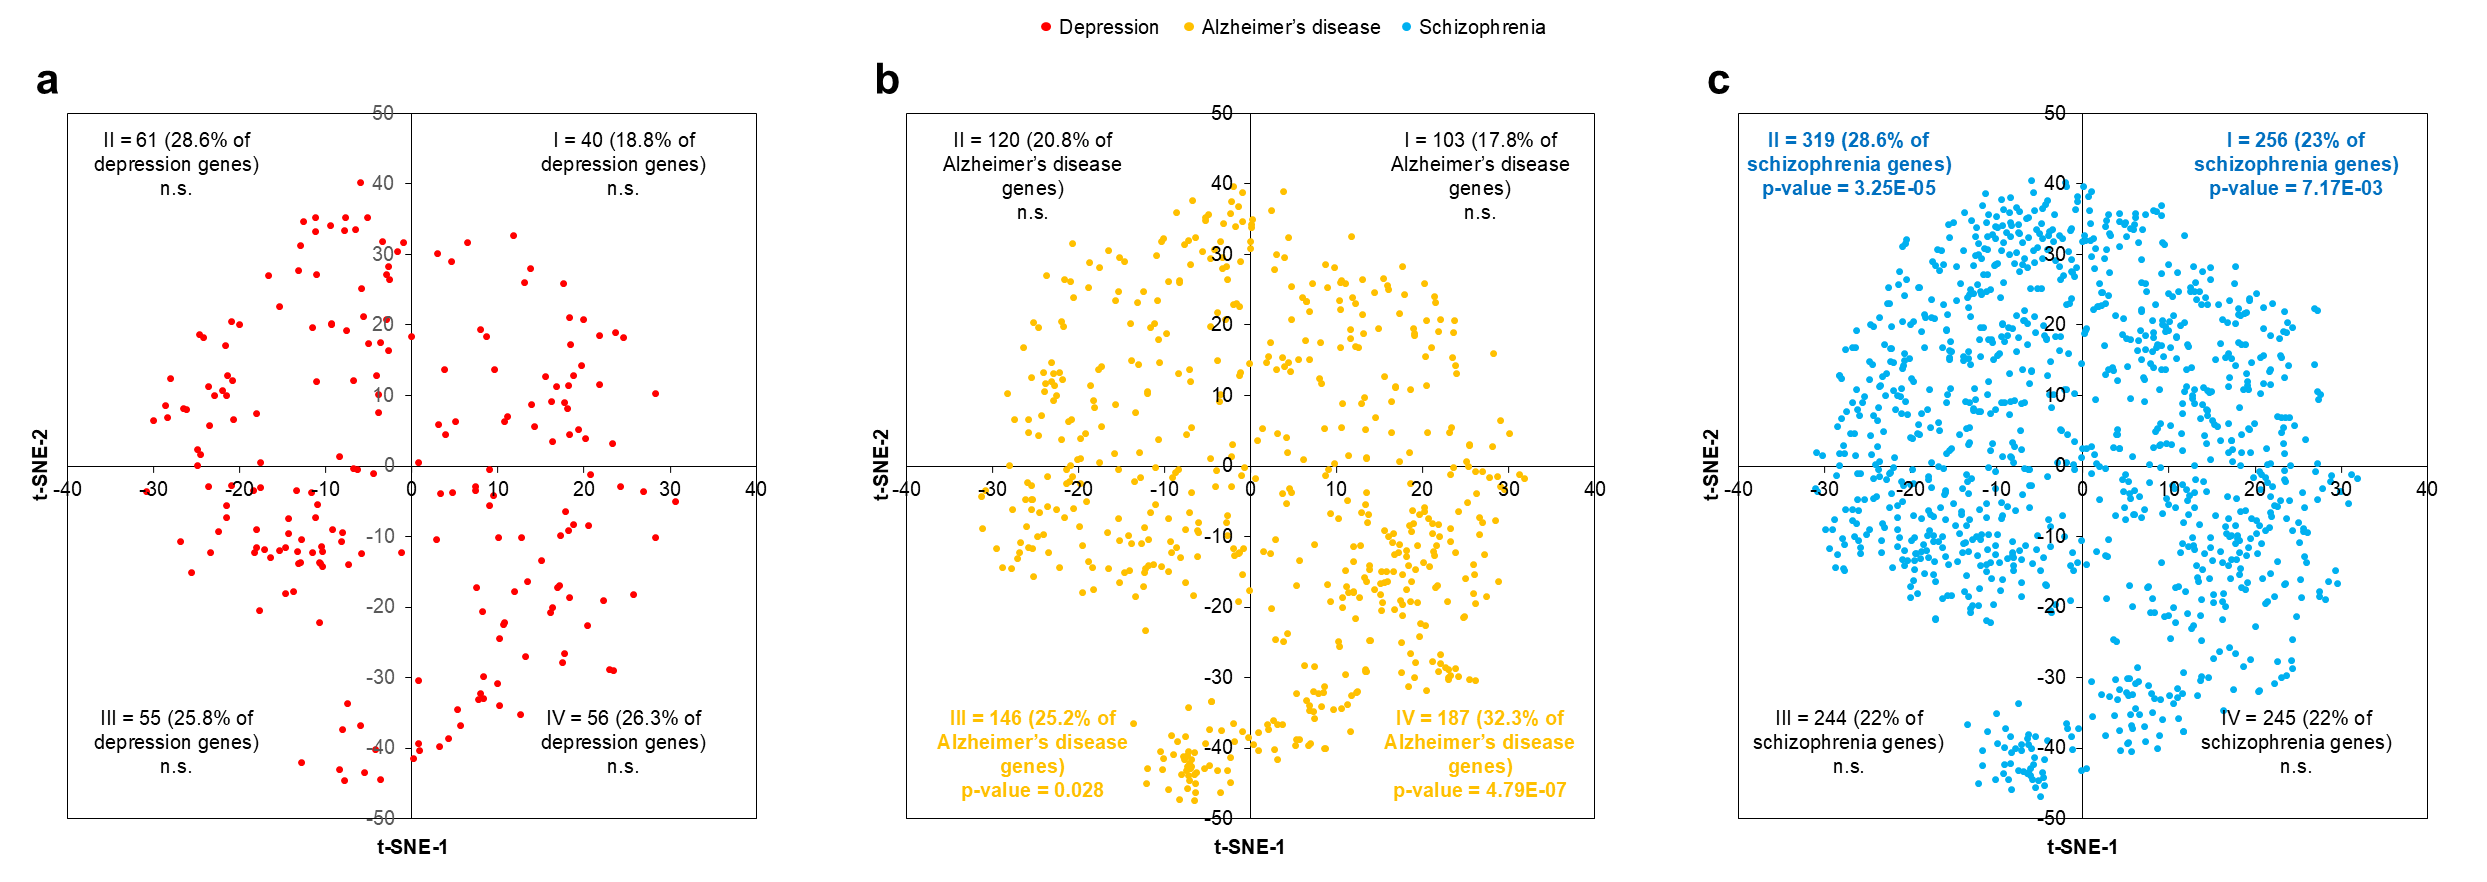 Depression
Alzheimer's disease
Schizophrenia
a
II = 61 (28.6% of
depression genes)
n.s.
I = 40 (18.8% of
depression genes)
n.s.
III = 55 (25.8% of
depression genes)
n.s.
IV = 56 (26.3% of
depression genes)
n.s.
50
40
30
20
10
0
-10
-20
-30
-40
-50
-40
-30
-20
-10
0
10
20
30
40
t-SNE-2
t-SNE-1
b
II = 120 (20.8% of
Alzheimer's disease
genes)
n.s.
I = 103 (17.8% of
Alzheimer's disease
genes)
n.s.
III = 146 (25.2% of
Alzheimer's disease
genes)
p-value = 0.028
IV = 187 (32.3% of
Alzheimer's disease
genes)
p-value = 4.79E-07
50
40
30
20
10
0
-10
-20
-30
-40
-50
-40
-30
-20
-10
0
10
20
30
40
t-SNE-2
t-SNE-1
c
II = 319 (28.6% of
schizophrenia genes)
p-value = 3.25E-05
I = 256 (23% of
schizophrenia genes)
p-value = 7.17E-03
III = 244 (22% of
schizophrenia genes)
n.s.
IV = 245 (22% of
schizophrenia genes)
n.s.
50
40
30
20
10
0
-10
-20
-30
-40
-50
-40
-30
-20
-10
0
10
20
30
40
t-SNE-2
t-SNE-1